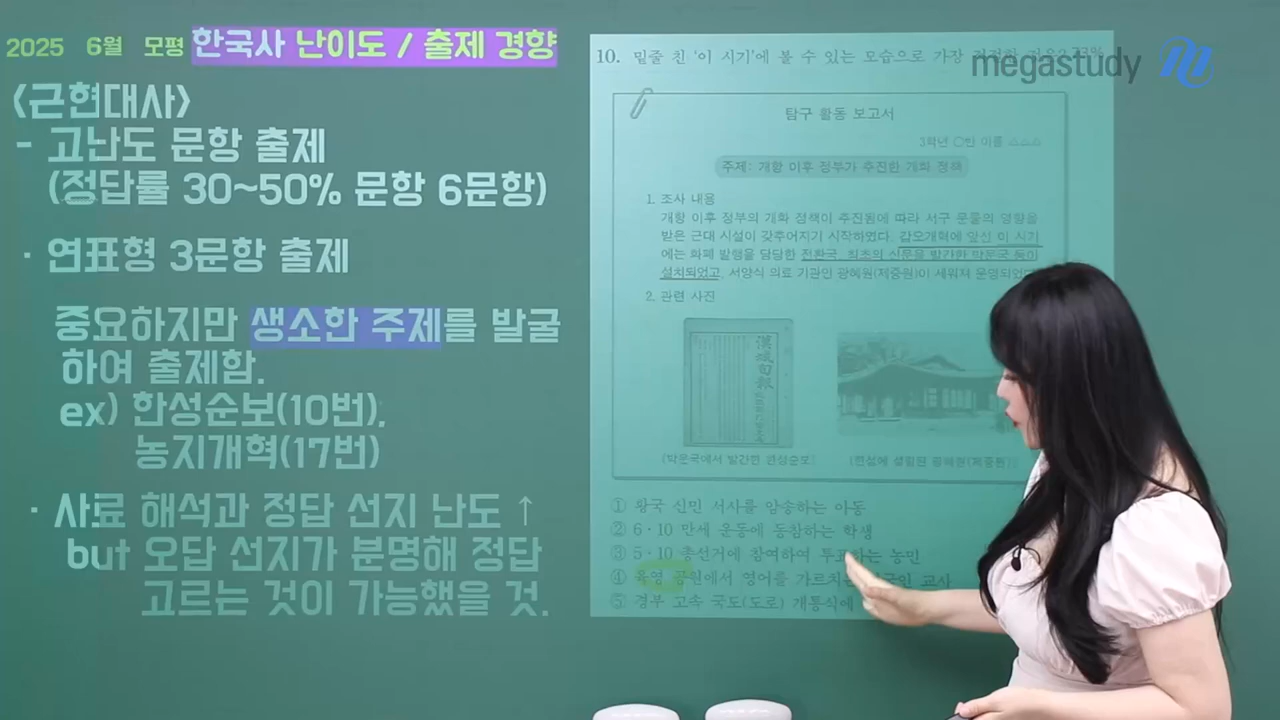 2025 6월 모평 한국사 난이도 / 출제 경향
<근현대사>
- 고난도 문항 출제
(정답률 30~50% 문항 6문항)
· 연표형 3문항 출제
중요하지만 생소한 주제를 발굴
하여 출제함.
ex) 한성순보(10번),
농지개혁(17번)
· 사료 해석과 정답 선지 난도 ↑
but 오답 선지가 분명해 정답
고르는 것이 가능했을 것.
megastudy
10. 밑줄 친 '이 시기'에 볼 수 있는 모습으로 가장
탐구 활동 보고서
3학년 ○반 이름 △△△
주제: 개항 이후 정부가 추진한 개화 정책
1. 조사 내용
개항 이후 정부의 개화 정책이 추진됨에 따라 서구 문물의 영향을
받은 근대 시설이 갖추어지기 시작하였다. 갑오개혁에 앞선 이 시기
에는 화폐 발행을 담당한 전환국, 최초의 신문을 발간한 박문국 등이
설치되었고, 서양식 의료 기관인 광혜원(제중원)이 세워져 운영되었
2. 관련 사진
漢城旬報
(박문국에서 발간한 한성순보)
광혜원(제중원)
① 황국 신민 서사를 암송하는 아동
② 6·10 만세 운동에 동참하는 학생
③ 5·10 총선거에 참여하여 투표하는 농민
④ 육영 공원에서 영어를 가르치는 교사
⑤ 경부 고속 국도(도로) 개통식에